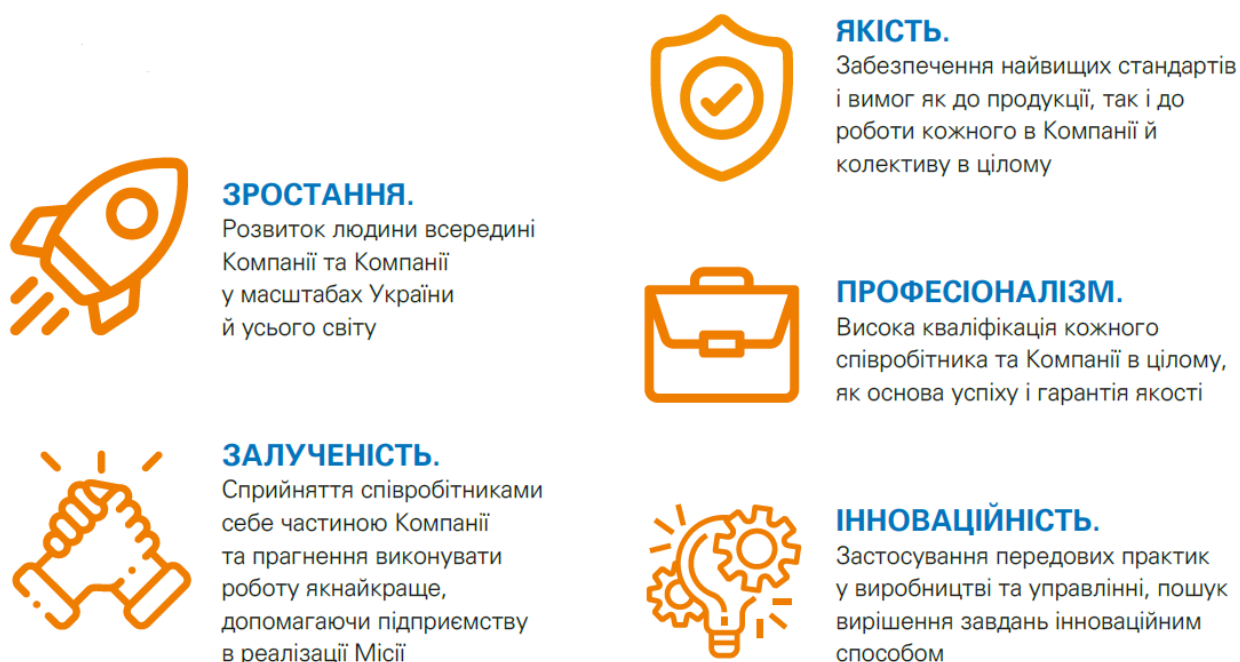 ЗРОСТАННЯ.
Розвиток людини всередині
Компанії та Компанії
у масштабах України
й усього світу
ЗАЛУЧЕНІСТЬ.
Сприйняття співробітниками
себе частиною Компанії
та прагнення виконувати
роботу якнайкраще,
допомагаючи підприємству
в реалізації Місії
ЯКІСТЬ.
Забезпечення найвищих стандартів
і вимог як до продукції, так і до
роботи кожного в Компанії й
колективу в цілому
ПРОФЕСІОНАЛІЗМ.
Висока кваліфікація кожного
співробітника та Компанії в цілому,
як основа успіху і гарантія якості
ІННОВАЦІЙНІСТЬ.
Застосування передових практик
у виробництві та управлінні, пошук
вирішення завдань інноваційним
способом